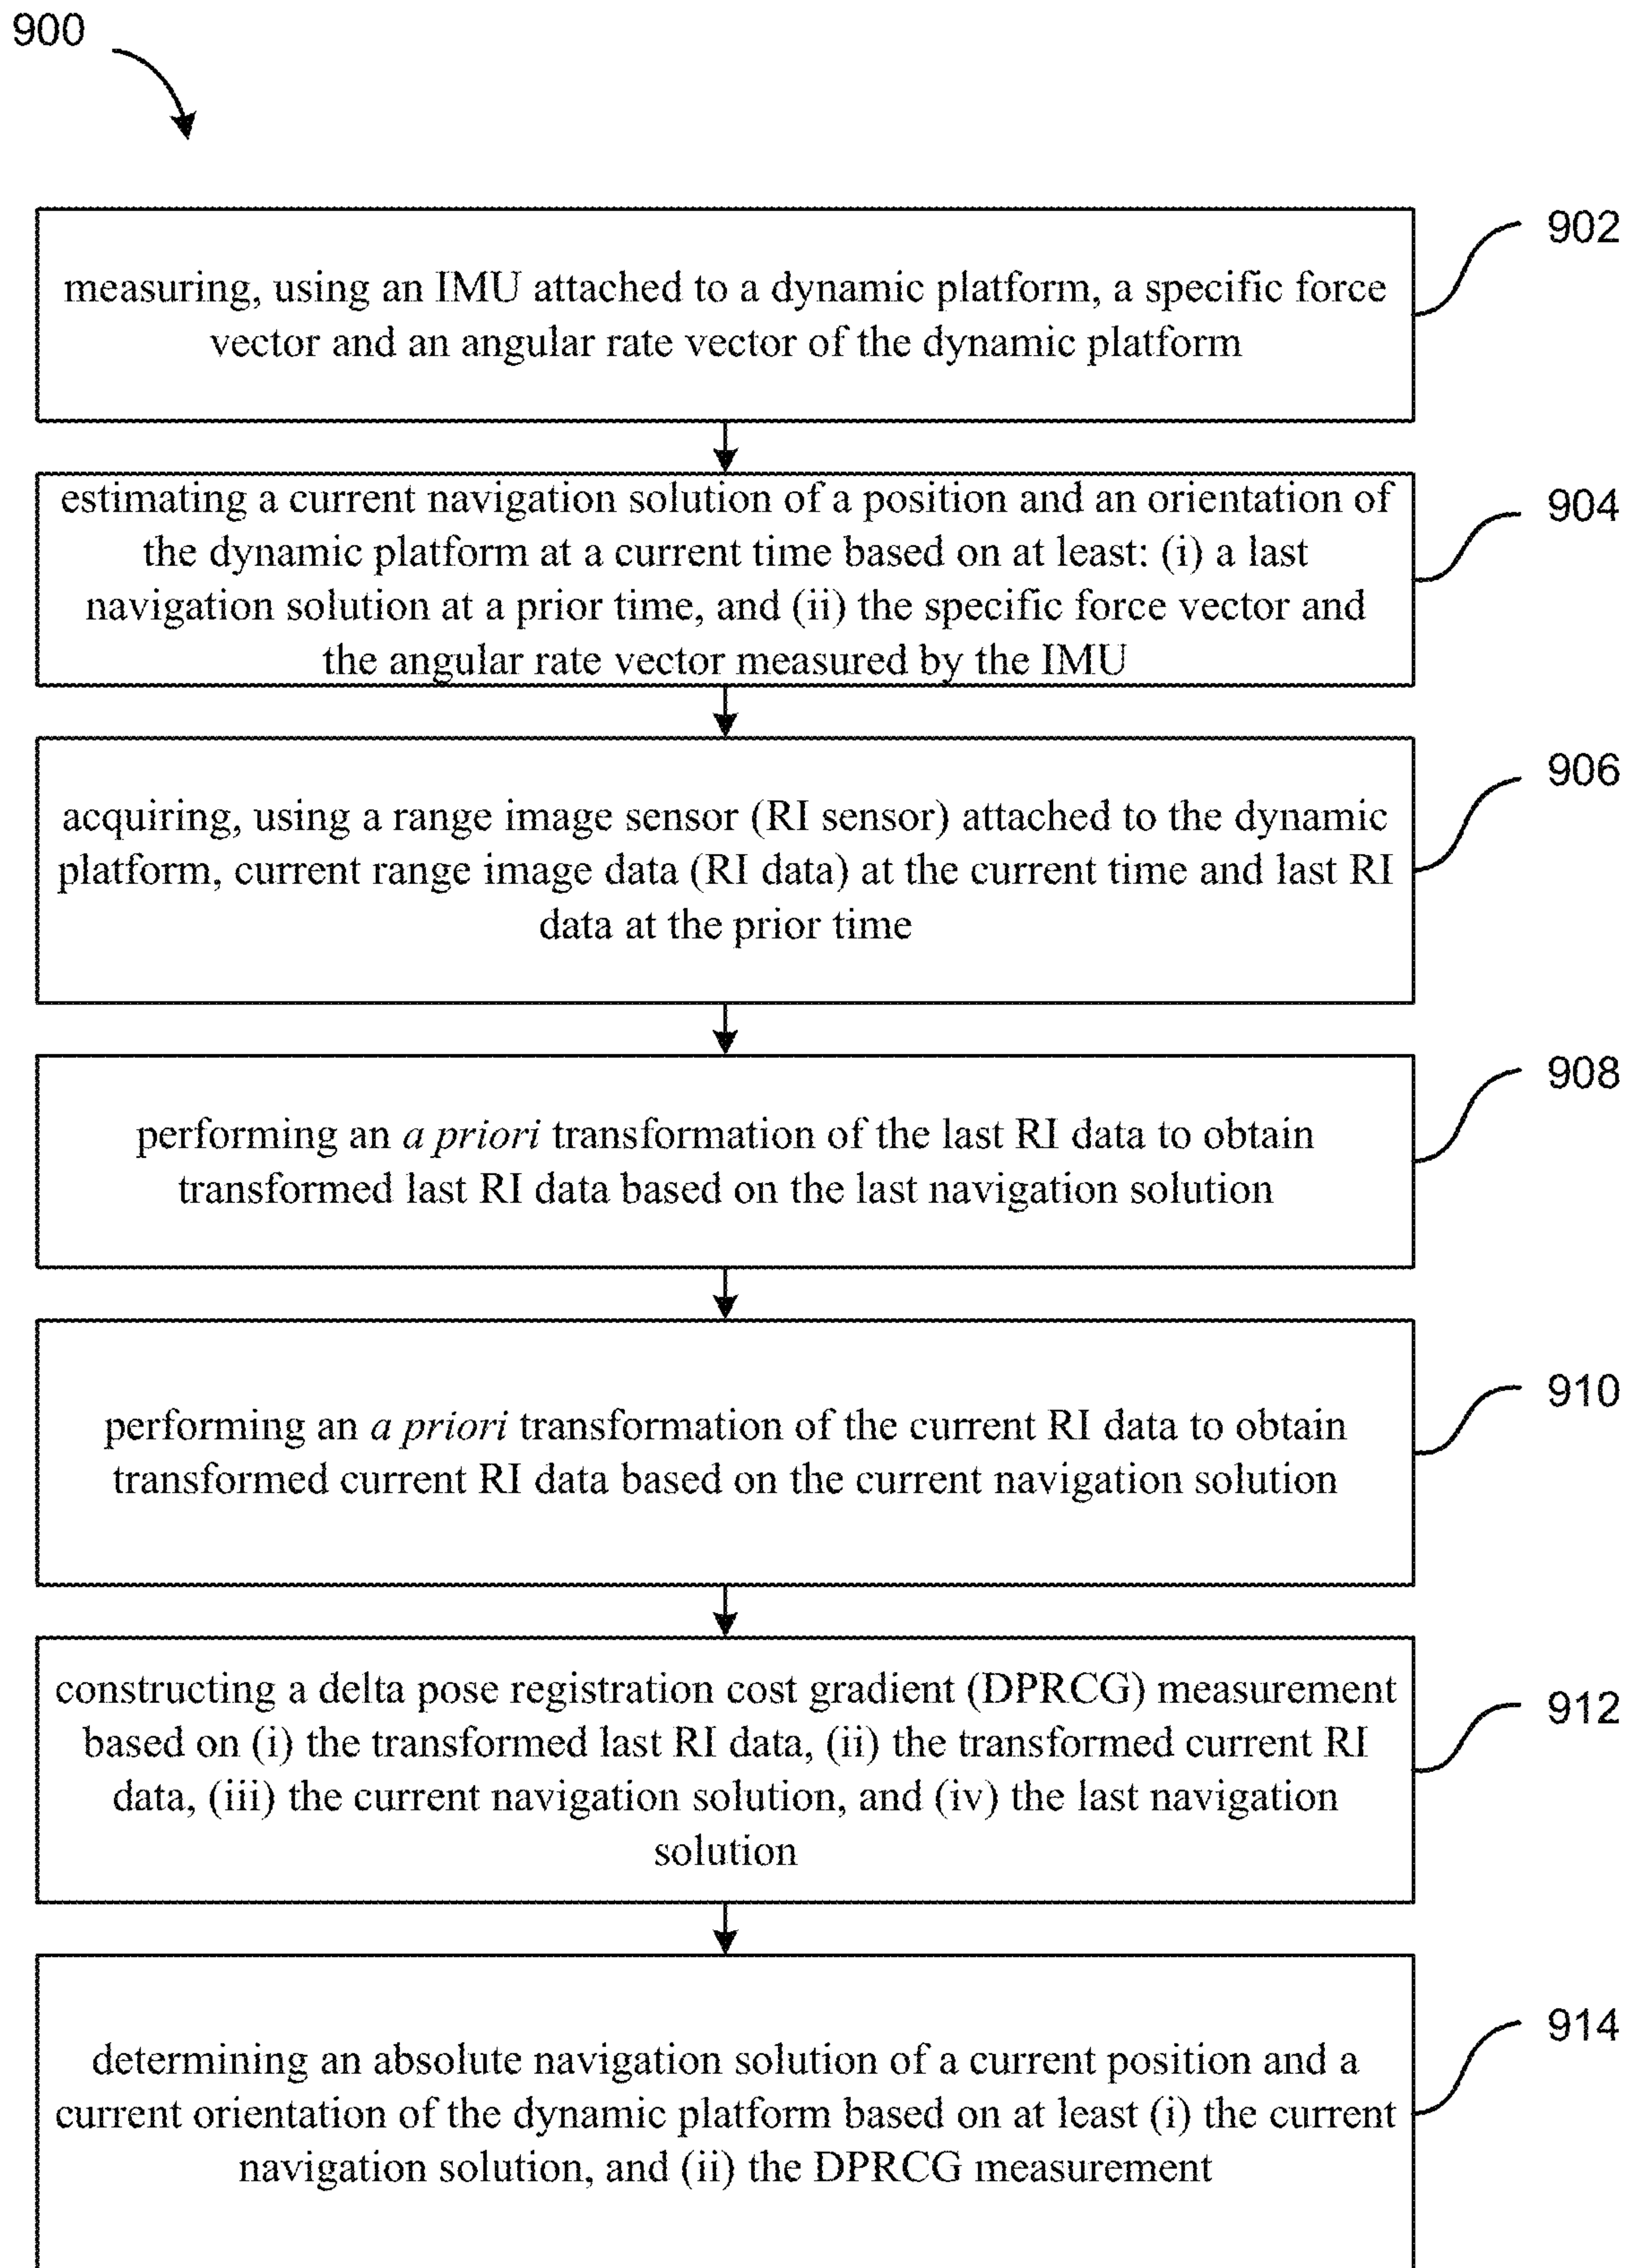 900
902
measuring, using an IMU attached to a dynamic platform, a specific force
vector and an angular rate vector of the dynamic platform
904
estimating a current navigation solution of a position and an orientation of
the dynamic platform at a current time based on at least: (i) a last
navigation solution at a prior time, and (ii) the specific force vector and
the angular rate vector measured by the IMU
906
acquiring, using a range image sensor (RI sensor) attached to the dynamic
platform, current range image data (RI data) at the current time and last RI
data at the prior time
908
performing an a priori transformation of the last RI data to obtain
transformed last RI data based on the last navigation solution
910
performing an a priori transformation of the current RI data to obtain
transformed current RI data based on the current navigation solution
912
constructing a delta pose registration cost gradient (DPRCG) measurement
based on (i) the transformed last RI data, (ii) the transformed current RI
data, (iii) the current navigation solution, and (iv) the last navigation
solution
914
determining an absolute navigation solution of a current position and a
current orientation of the dynamic platform based on at least (i) the current
navigation solution, and (ii) the DPRCG measurement